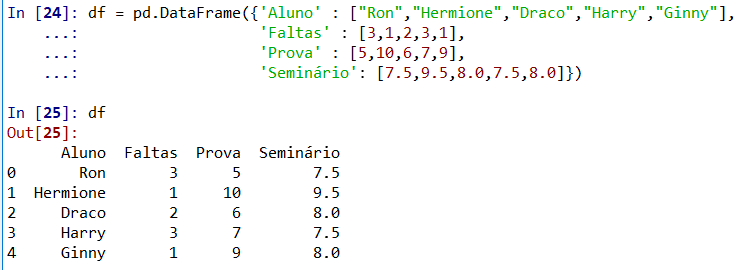 In [24]: df = pd.DataFrame({'Aluno' : ["Ron","Hermione","Draco","Harry","Ginny"],
...: 'Faltas' : [3,1,2,3,1],
...: 'Prova' : [5,10,6,7,9],
...: 'Seminário': [7.5,9.5,8.0,7.5,8.0]})
In [25]: df
Out[25]:
Aluno Faltas Prova Seminário
0 Ron 3 5 7.5
1 Hermione 1 10 9.5
2 Draco 2 6 8.0
3 Harry 3 7 7.5
4 Ginny 1 9 8.0